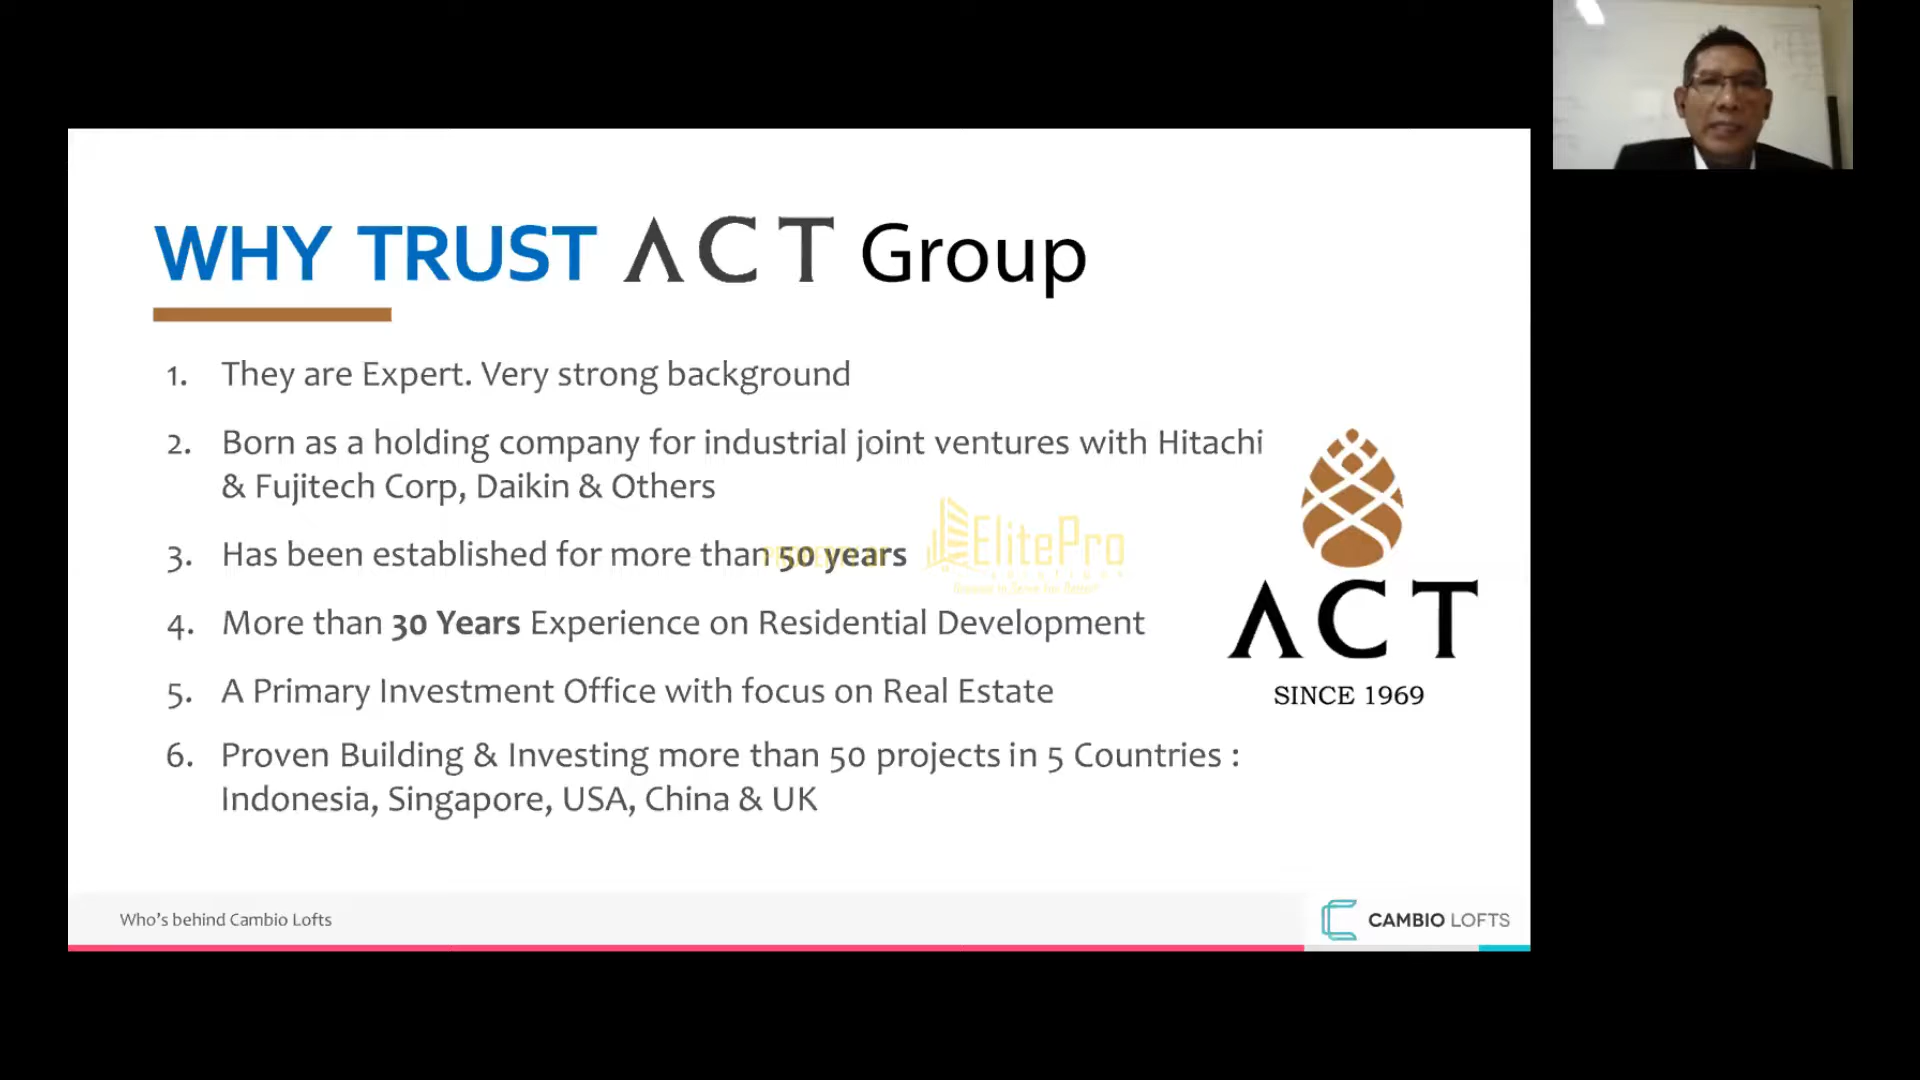 WHY TRUST ACT Group
1. They are Expert. Very strong background
2. Born as a holding company for industrial joint ventures with Hitachi
& Fujitech Corp, Daikin & Others
3. Has been established for more than 50 years
PROPERTY OF
ElitePro
4. More than 30 Years Experience on Residential Development
5. A Primary Investment Office with focus on Real Estate
6. Proven Building & Investing more than 50 projects in 5 Countries :
Indonesia, Singapore, USA, China & UK
ACT
SINCE 1969
Who's behind Cambio Lofts
CAMBIO LOFTS